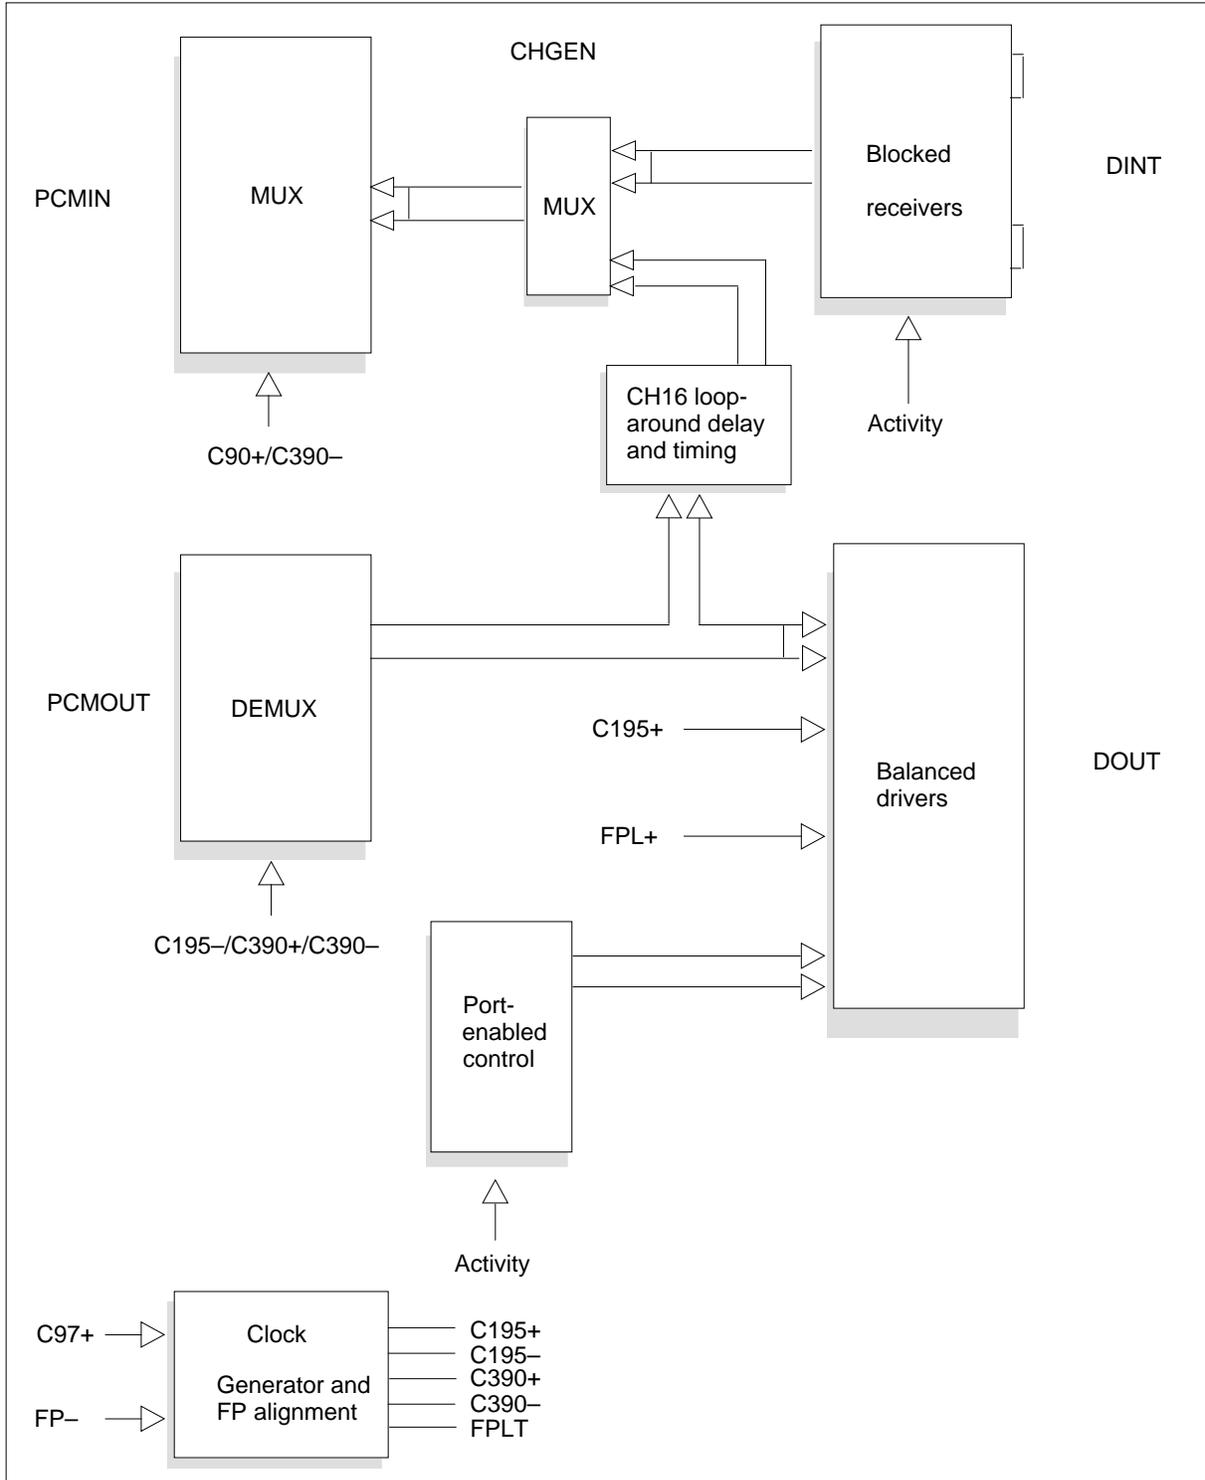 CHGEN
PCMIN
MUX
MUX
Blocked
receivers
DINT
C90+/C390–
CH16 loop-
around delay
and timing
Activity
PCMOUT
DEMUX
C195+
FPL+
Balanced
drivers
DOUT
C195–/C390+/C390–
Port-
enabled
control
Activity
C97+
FP–
Clock
Generator and
FP alignment
C195+
C195–
C390+
C390–
FPLT